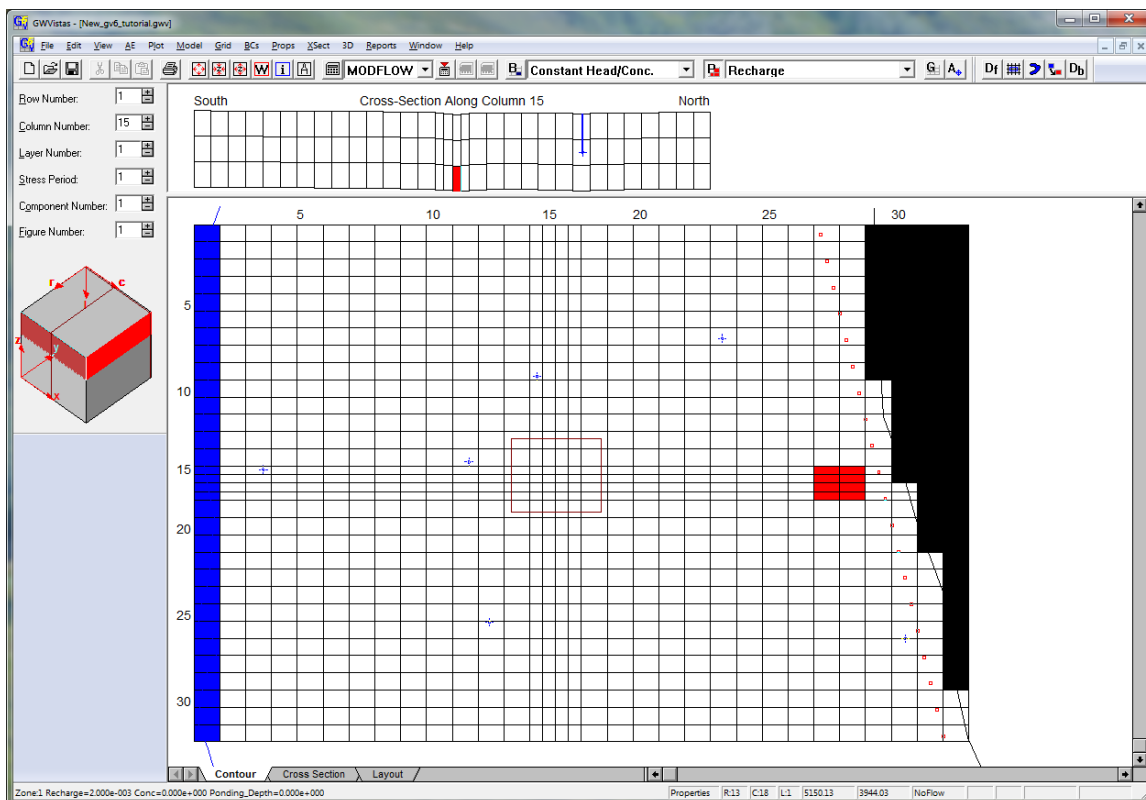 GWVistas - [New_gv6_tutorial.gwv]
File Edit View AE Plot Model Grid BCs Props XSect 3D Reports Window Help
MODFLOW Constant Head/Conc. Recharge Df Db
Row Number: 1
Column Number: 15
Layer Number: 1
Stress Period: 1
Component Number: 1
Figure Number: 1
r c
z y
x
South Cross-Section Along Column 15 North
5 10 15 20 25 30
5
10
15
20
25
30
Contour Cross Section Layout
Zone:1 Recharge=2.000e-003 Conc=0.000e+000 Ponding_Depth=0.000e+000 Properties R:13 C:18 L:1 5150.13 3944.03 NoFlow